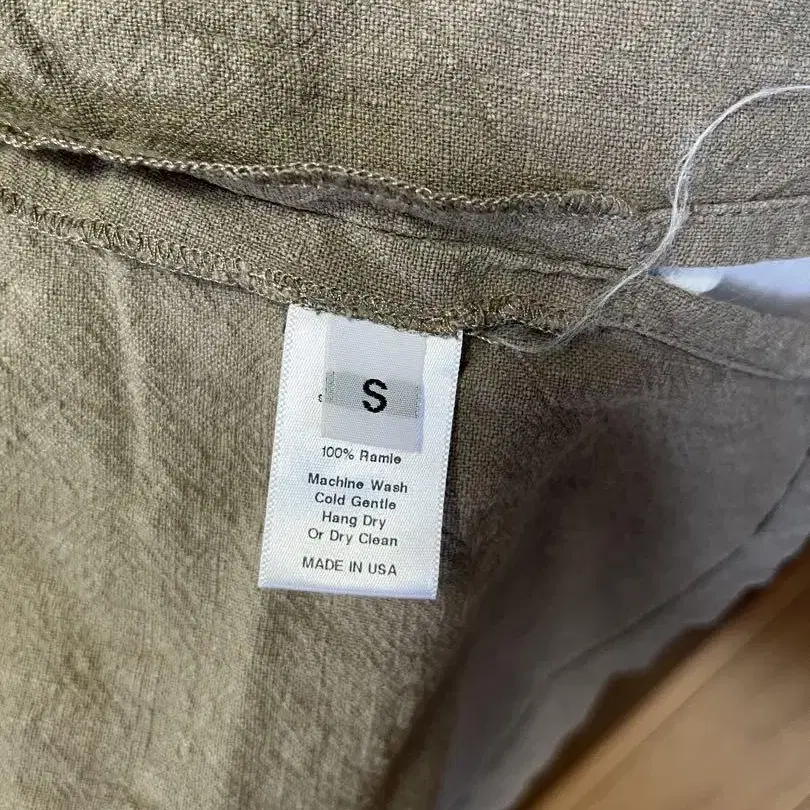 S
100% Ramie
Machine Wash
Cold Gentle
Hang Dry
Or Dry Clean
MADE IN USA